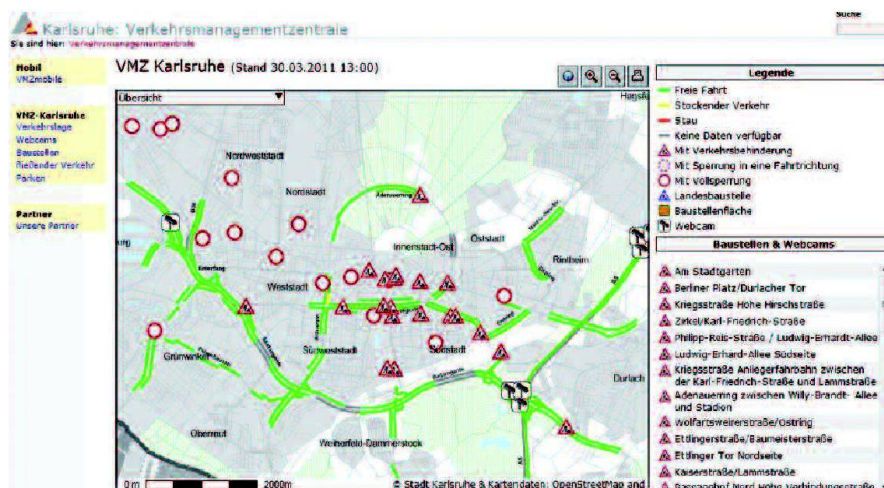 Suche
Karlsruhe: Verkehrsmanagementzentrale
Sie sind hier: Verkehrsmanagementzentrale
Mobil
VMZmobile
VMZ-Karlsruhe
Verkehrslage
Webcams
Baustellen
fließender Verkehr
Parken
Partner
Unsere Partner
VMZ Karlsruhe (Stand 30.03.2011 13:00)
Übersicht
Nordweststadt
Nordstadt
Adenauerring
Innenstadt-Ost
Oststadt
Rintheim
Weststadt
Grünwinkel
Südweststadt
Südstadt
Durlach
Oberreut
Weiherfeld-Dammerstock
A5
A5
0 m
2000m
© Stadt Karlsruhe & Kartendaten: OpenStreetMap and
Legende
Freie Fahrt
Stockender Verkehr
Stau
Keine Daten verfügbar
Mit Verkehrsbehinderung
Mit Sperrung in eine Fahrtrichtung
Mit Vollsperrung
Landesbaustelle
Baustellenfläche
Webcam
Baustellen & Webcams
Am Stadtgarten
Berliner Platz/Durlacher Tor
Kriegsstraße Höhe Hirschstraße
Zirkel/Karl-Friedrich-Straße
Philipp-Reis-Straße / Ludwig-Erhardt-Allee
Ludwig-Erhard-Allee Südseite
Kriegsstraße Anliegerfahrbahn zwischen
der Karl-Friedrich-Straße und Lammstraße
Adenauerring zwischen Willy-Brandt- Allee
und Stadion
Wolfartsweirerstraße/Ostring
Ettlingerstraße/Baumeisterstraße
Ettlinger Tor Nordseite
Kaiserstraße/Lammstraße